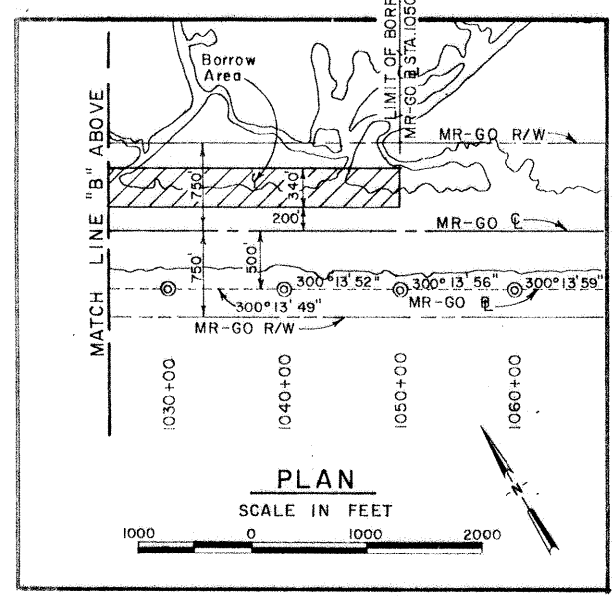 LIMIT OF BORR
MR-GO B STA. 1050
Borrow
Area
MR-GO R/W
MATCH LINE "B" ABOVE
750'
340'
200'
MR-GO ℄
750'
500'
300°13'52"
300°13'56"
300°13'59"
300°13'49"
MR-GO B
MR-GO R/W
1030+00
1040+00
1050+00
1060+00
N
PLAN
SCALE IN FEET
1000 0 1000 2000